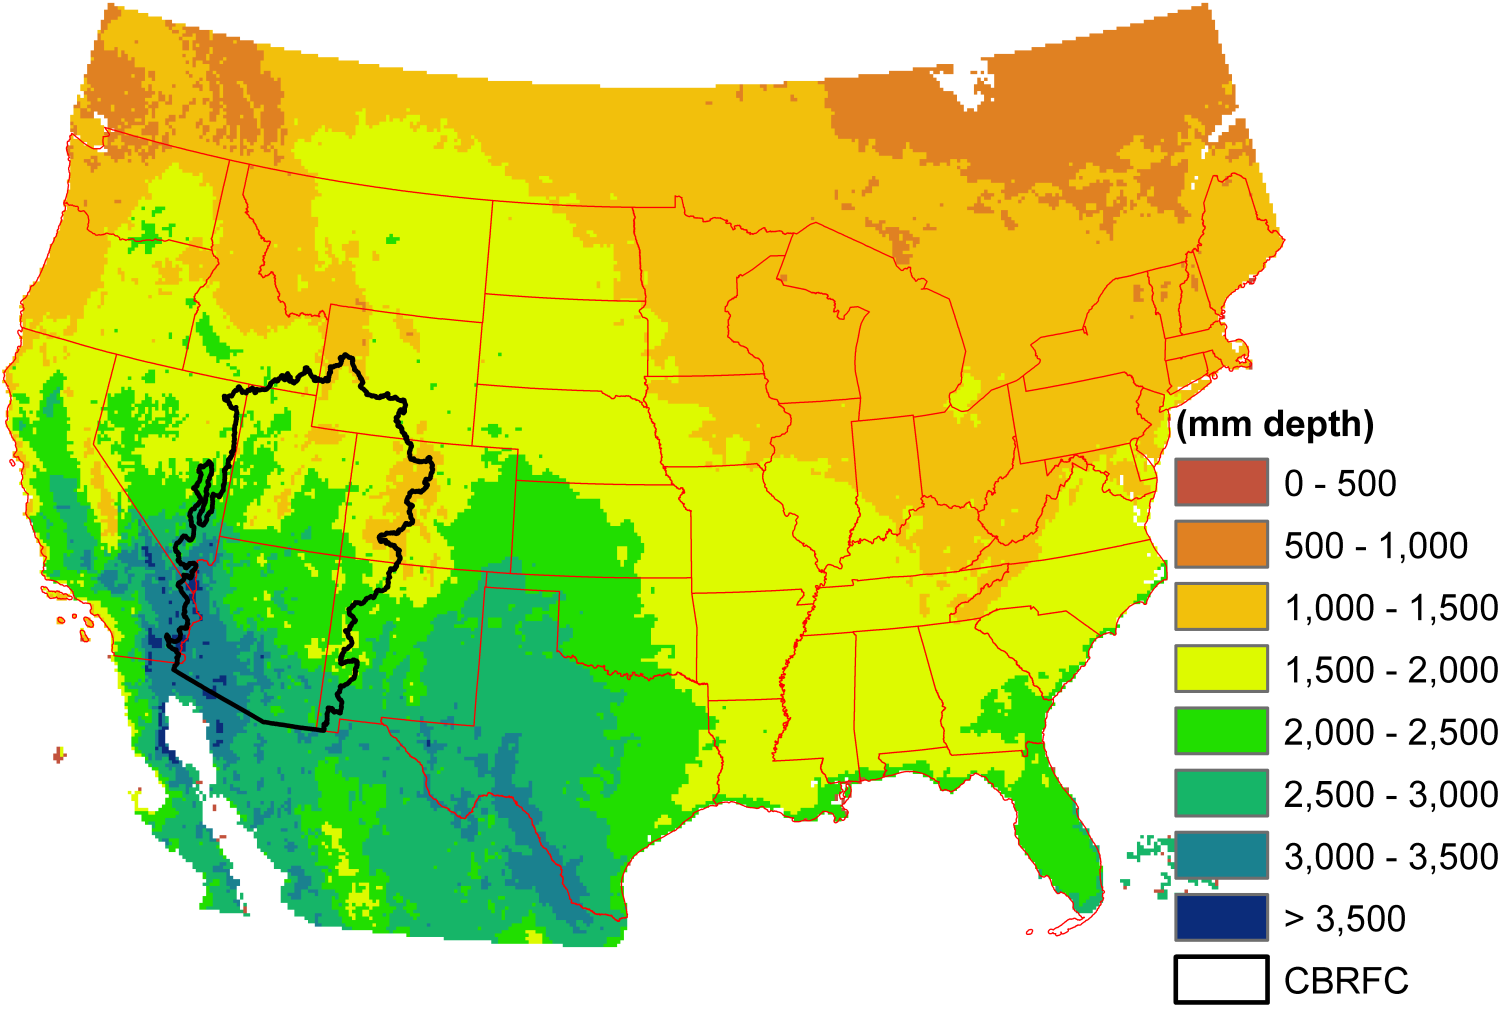 (mm depth)
0 - 500
500 - 1,000
1,000 - 1,500
1,500 - 2,000
2,000 - 2,500
2,500 - 3,000
3,000 - 3,500
> 3,500
CBRFC